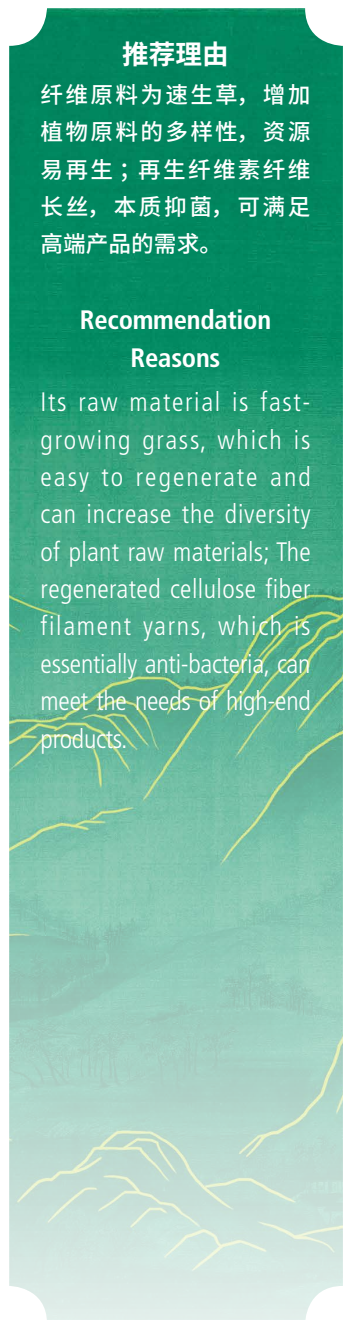 推荐理由
纤维原料为速生草，增加
植物原料的多样性，资源
易再生；再生纤维素纤维
长丝，本质抑菌，可满足
高端产品的需求。
Recommendation
Reasons
Its raw material is fast-
growing grass, which is
easy to regenerate and
can increase the diversity
of plant raw materials; The
regenerated cellulose fiber
filament yarns, which is
essentially anti-bacteria, can
meet the needs of high-end
products.